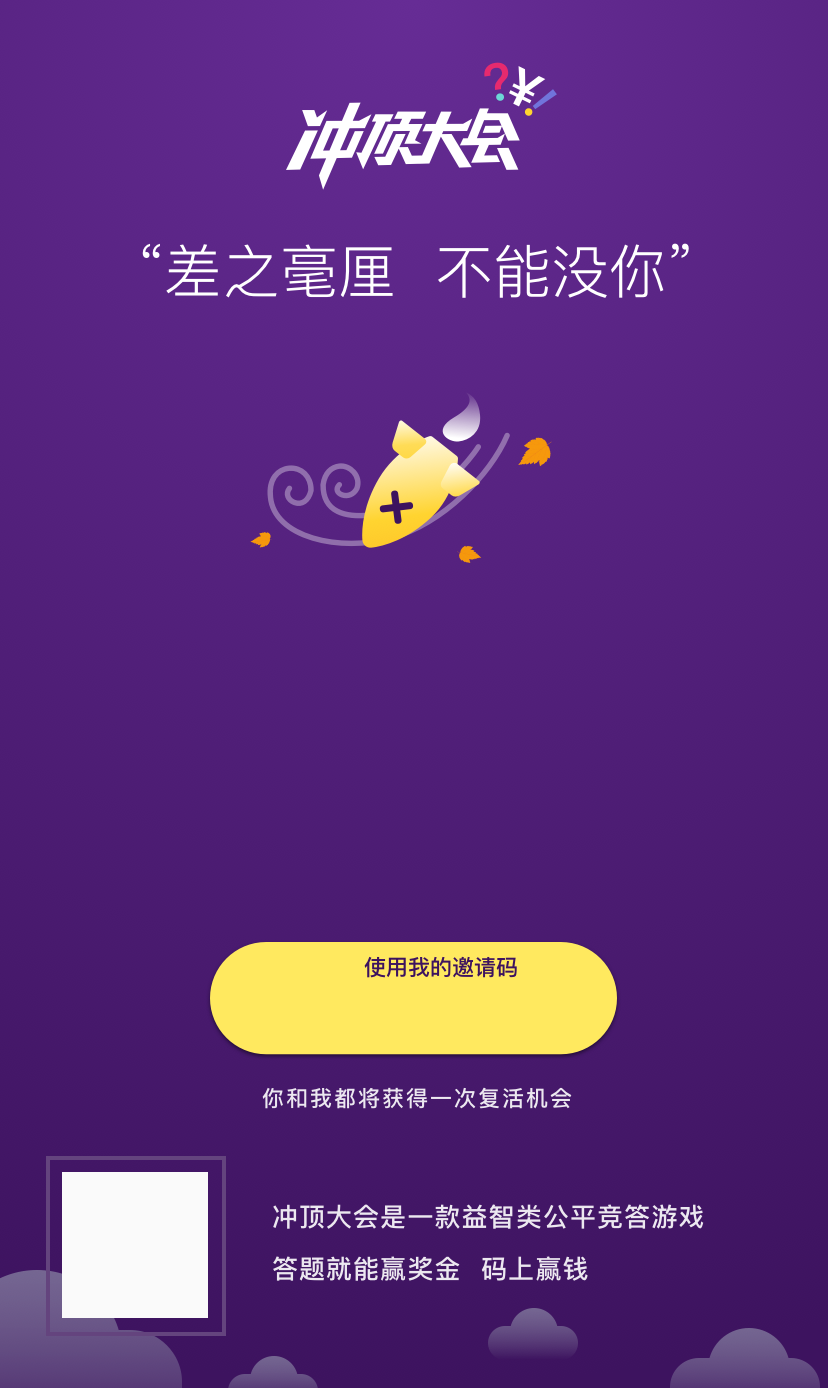 冲顶大会
“差之毫厘 不能没你”
使用我的邀请码
你和我都将获得一次复活机会
冲顶大会是一款益智类公平竞答游戏
答题就能赢奖金 码上赢钱